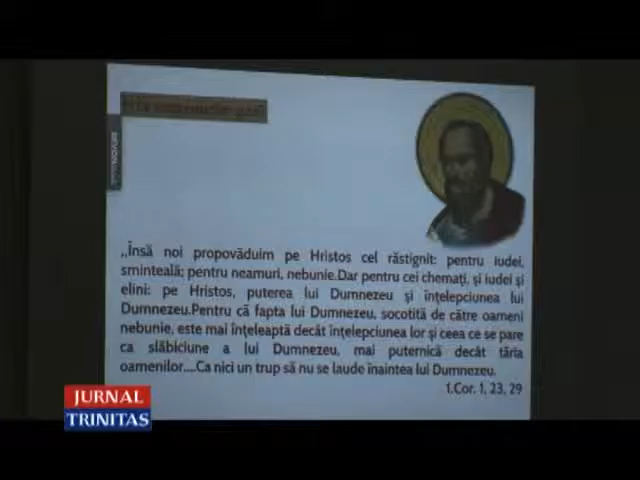 ,,Însă noi propovăduim pe Hristos cel răstignit: pentru iudei,
sminteală; pentru neamuri, nebunie.Dar pentru cei chemaţi, şi iudei şi
elini: pe Hristos, puterea lui Dumnezeu şi înţelepciunea lui
Dumnezeu.Pentru că fapta lui Dumnezeu, socotită de către oameni
nebunie, este mai înţeleaptă decât înţelepciunea lor şi ceea ce se pare
ca slăbiciune a lui Dumnezeu, mai puternică decât tăria
oamenilor....Ca nici un trup să nu se laude înaintea lui Dumnezeu.
1.Cor. 1, 23, 29
JURNAL
TRINITAS